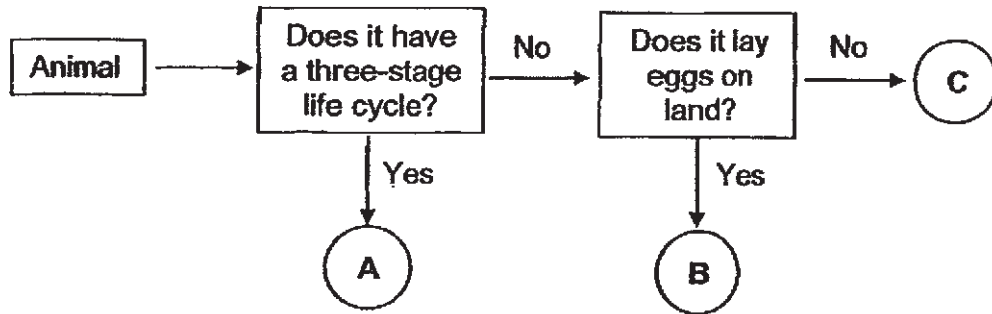 Animal
Does it have
a three-stage
life cycle?
No
Does it lay
eggs on
land?
No
C
Yes
A
Yes
B